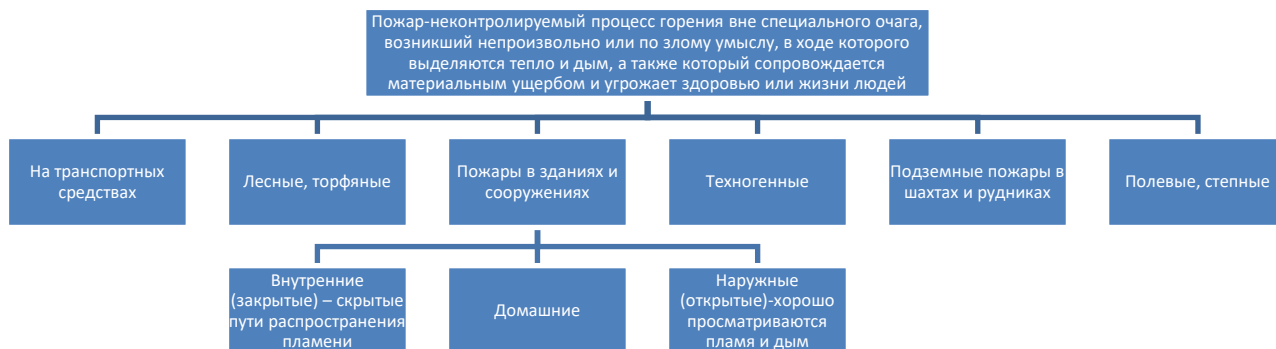 Пожар-неконтролируемый процесс горения вне специального очага,
возникший непроизвольно или по злому умыслу, в ходе которого
выделяются тепло и дым, а также который сопровождается
материальным ущербом и угрожает здоровью или жизни людей
На транспортных
средствах
Лесные, торфяные
Пожары в зданиях и
сооружениях
Техногенные
Подземные пожары в
шахтах и рудниках
Полевые, степные
Внутренние
(закрытые) – скрытые
пути распространения
пламени
Домашние
Наружные
(открытые)-хорошо
просматриваются
пламя и дым